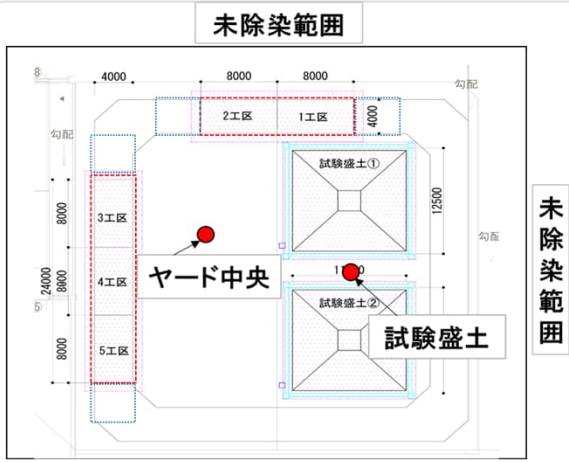 未除染範囲
8
4000
8000
8000
勾配
勾配
2工区
1工区
4000
試験盛土①
12500
3工区
8000
勾配
未除染範囲
ヤード中央
24000
8000
4工区
試験盛土②
試験盛土
8000
5工区